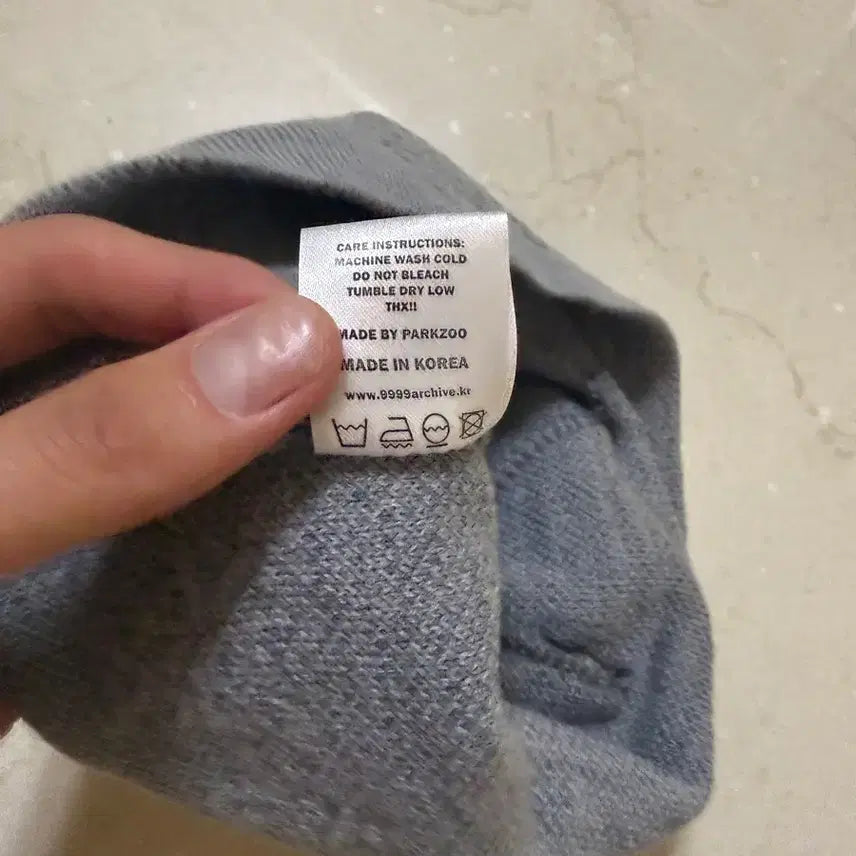 CARE INSTRUCTIONS:
MACHINE WASH COLD
DO NOT BLEACH
TUMBLE DRY LOW
THX!!
MADE BY PARKZOO
MADE IN KOREA
www.9999archive.kr